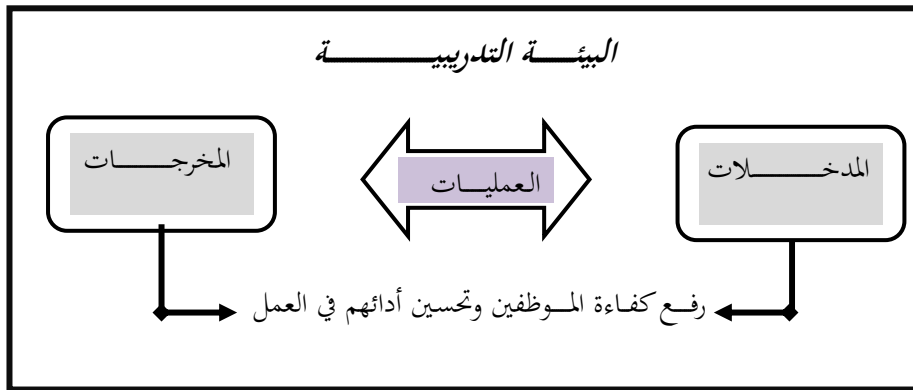 البيئة التدريبية
المدخلات
العمليات
المخرجات
رفع كفاءة الموظفين وتحسين أدائهم في العمل